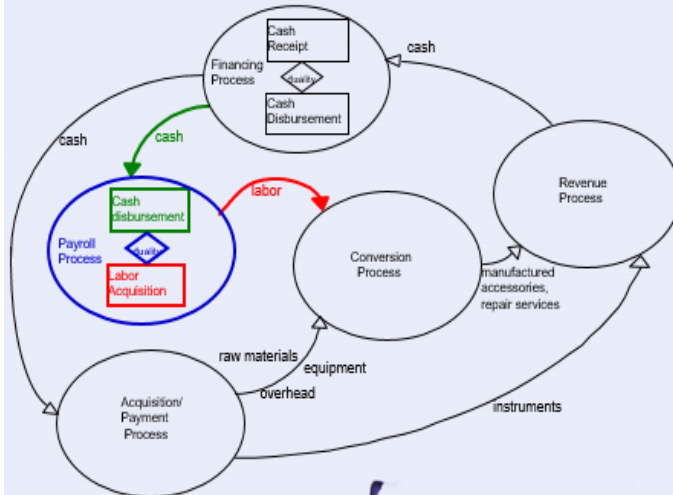 Cash
Receipt
Financing
Process
duality
Cash
Disbursement
cash
cash
cash
Cash
disbursement
Payroll
Process
duality
Labor
Acquisition
labor
Revenue
Process
Conversion
Process
manufactured
accessories,
repair services
raw materials
equipment
overhead
Acquisition/
Payment
Process
instruments